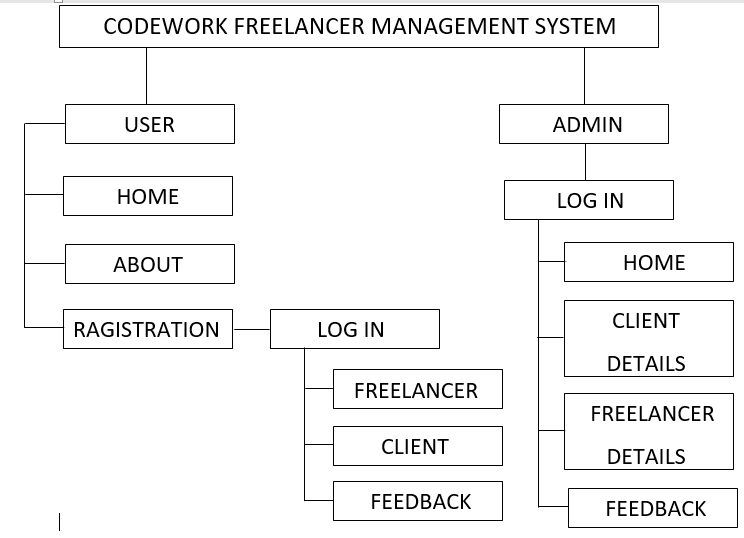 CODEWORK FREELANCER MANAGEMENT SYSTEM
USER
HOME
ABOUT
RAGISTRATION
LOG IN
FREELANCER
CLIENT
FEEDBACK
ADMIN
LOG IN
HOME
CLIENT
DETAILS
FREELANCER
DETAILS
FEEDBACK